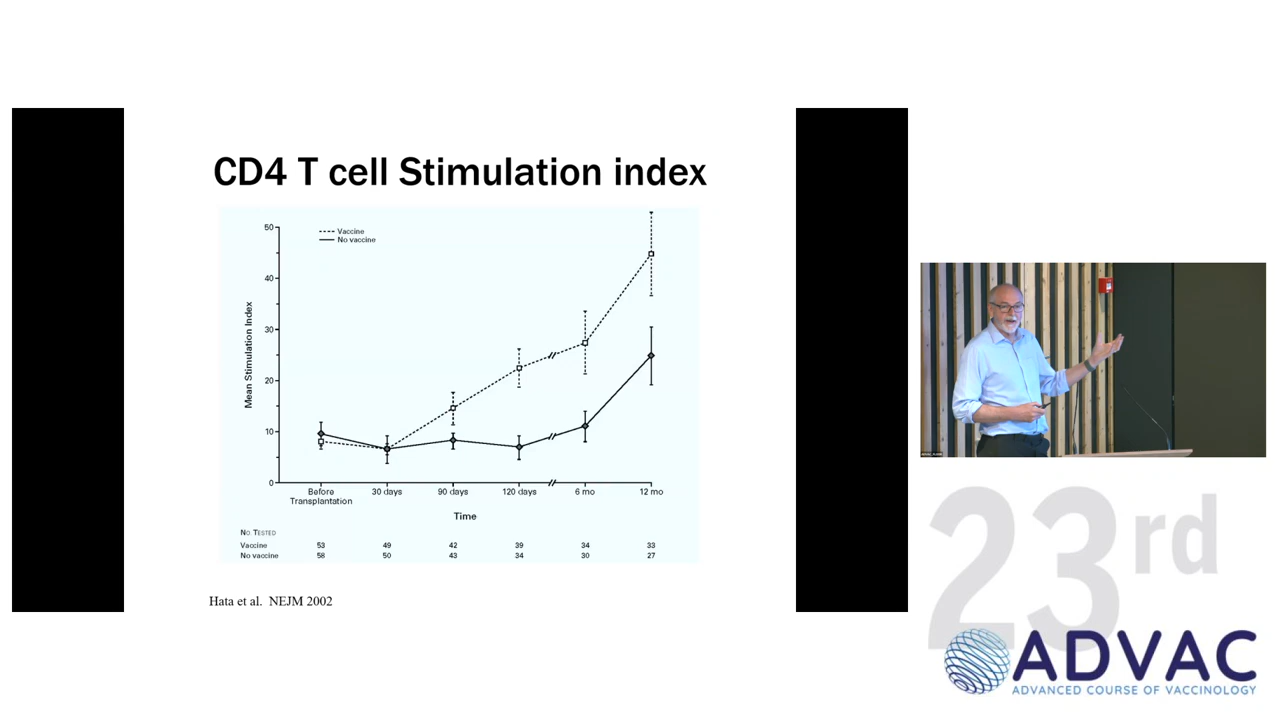 CD4 T cell Stimulation index
Vaccine
No vaccine
Mean Stimulation Index
50
40
30
20
10
0
Before Transplantation 30 days 90 days 120 days 6 mo 12 mo
Time
NO. TESTED
Vaccine 53 49 42 39 34 33
No vaccine 58 50 43 34 30 27
Hata et al. NEJM 2002
23rd
ADVAC
ADVANCED COURSE OF VACCINOLOGY